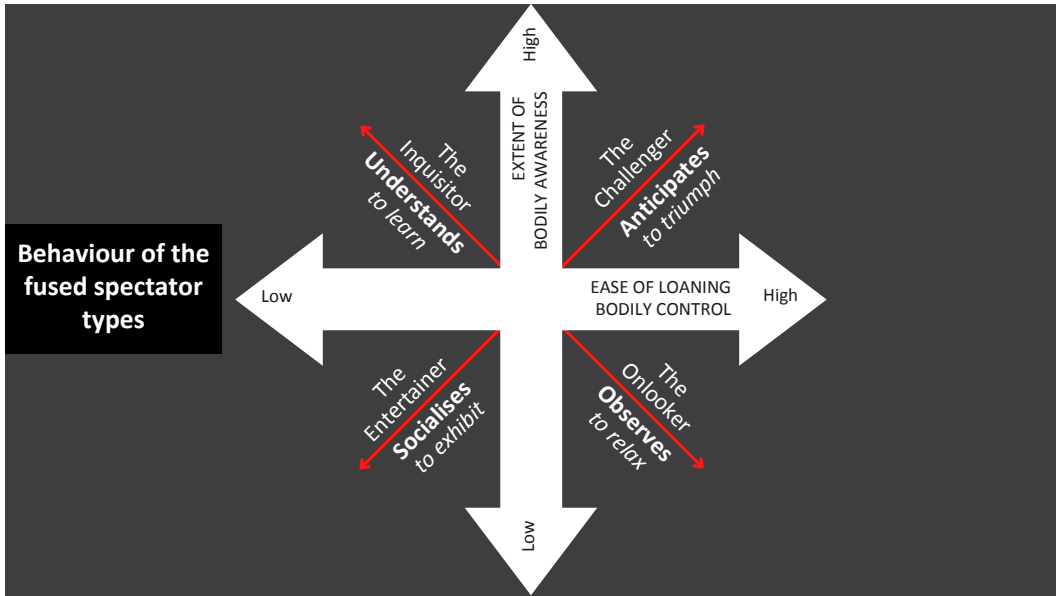 High
EXTENT OF
BODILY AWARENESS
The
Inquisitor
Understands
to learn
The
Challenger
Anticipates
to triumph
Behaviour of the
fused spectator
types
Low
EASE OF LOANING
BODILY CONTROL
High
The
Entertainer
Socialises
to exhibit
The
Onlooker
Observes
to relax
Low